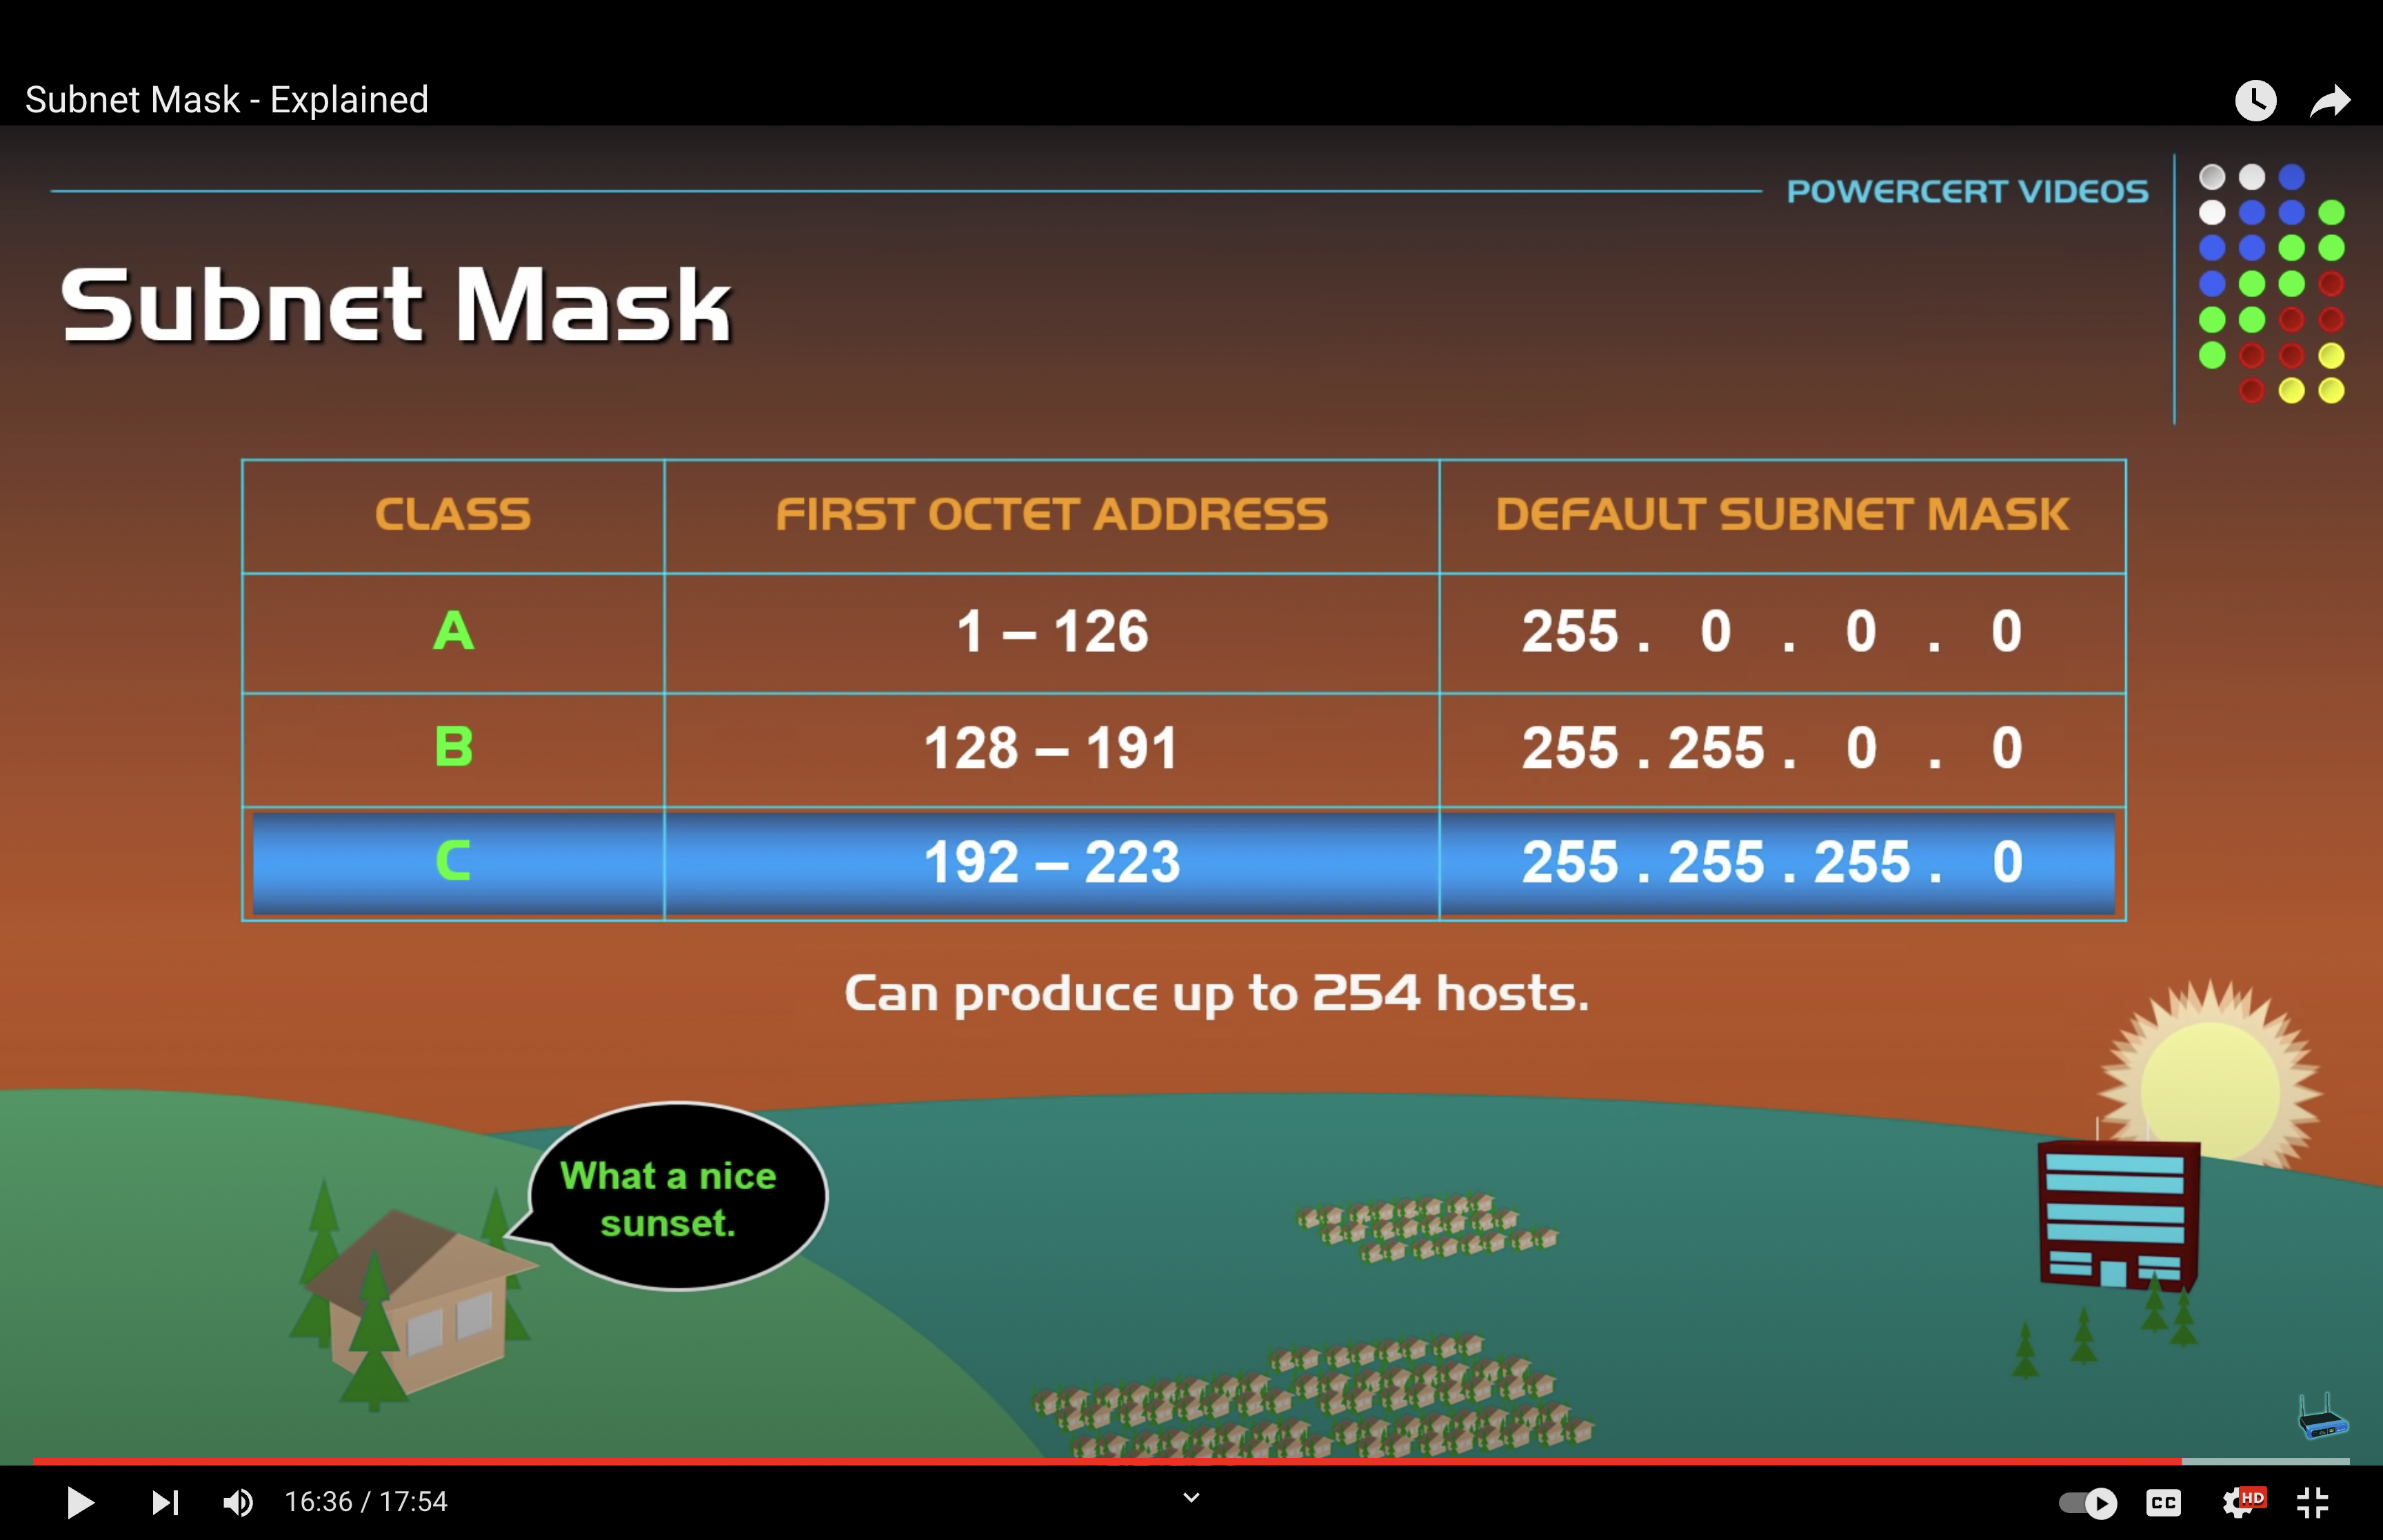 Subnet Mask - Explained
POWERCERT VIDEOS
Subnet Mask
CLASS FIRST OCTET ADDRESS DEFAULT SUBNET MASK
A 1 – 126 255 . 0 . 0 . 0
B 128 – 191 255 . 255 . 0 . 0
C 192 – 223 255 . 255 . 255 . 0
Can produce up to 254 hosts.
What a nice
sunset.
16:36 / 17:54 CC HD